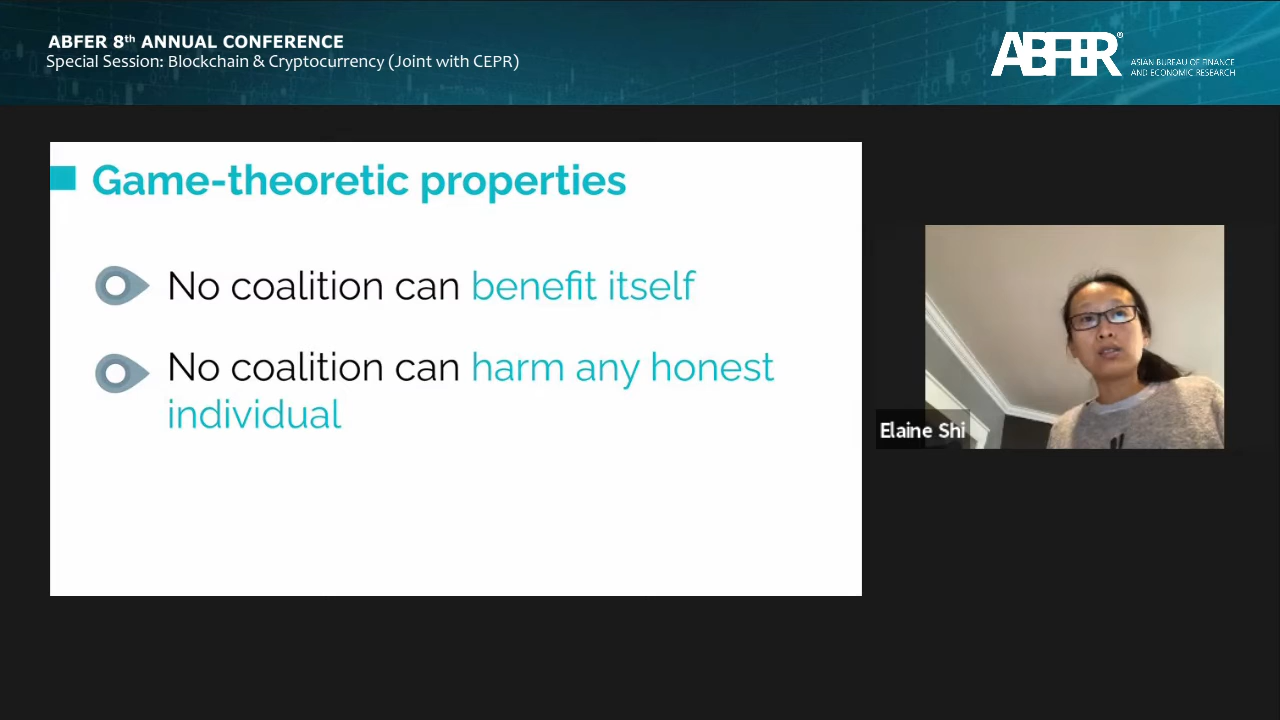 ABFER 8th ANNUAL CONFERENCE
Special Session: Blockchain & Cryptocurrency (Joint with CEPR)
ABFER®
ASIAN BUREAU OF FINANCE
AND ECONOMIC RESEARCH
Game-theoretic properties
No coalition can benefit itself
No coalition can harm any honest
individual
Elaine Shi